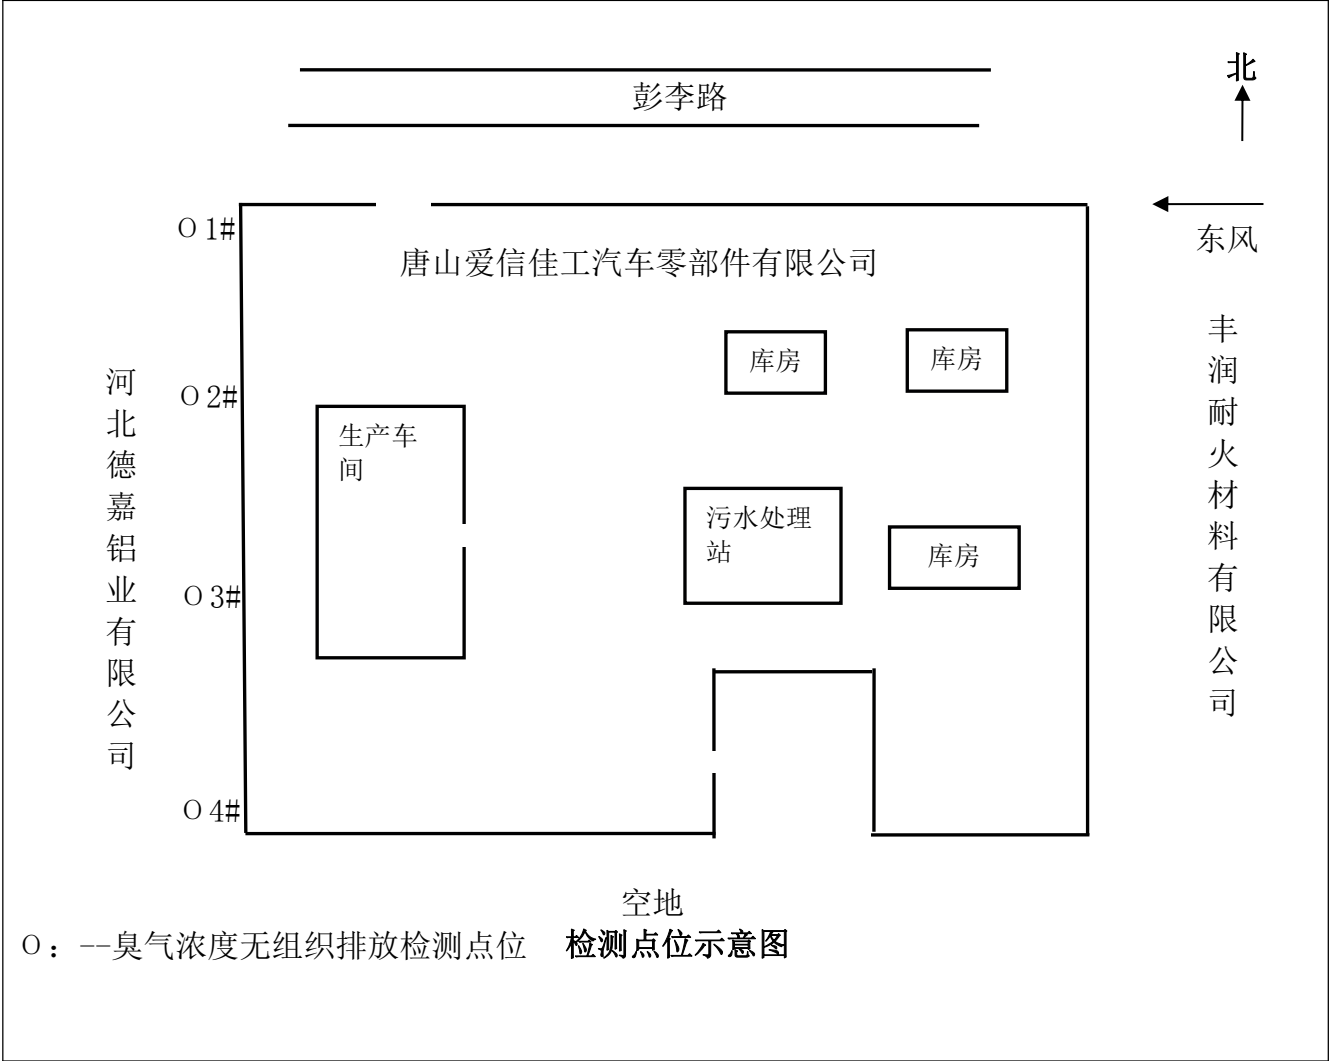 彭李路
北
东风
O 1#
唐山爱信佳工汽车零部件有限公司
库房
库房
O 2#
生产车
间
河北德嘉铝业有限公司
丰润耐火材料有限公司
污水处理
站
库房
O 3#
O 4#
空地
O：--臭气浓度无组织排放检测点位 检测点位示意图